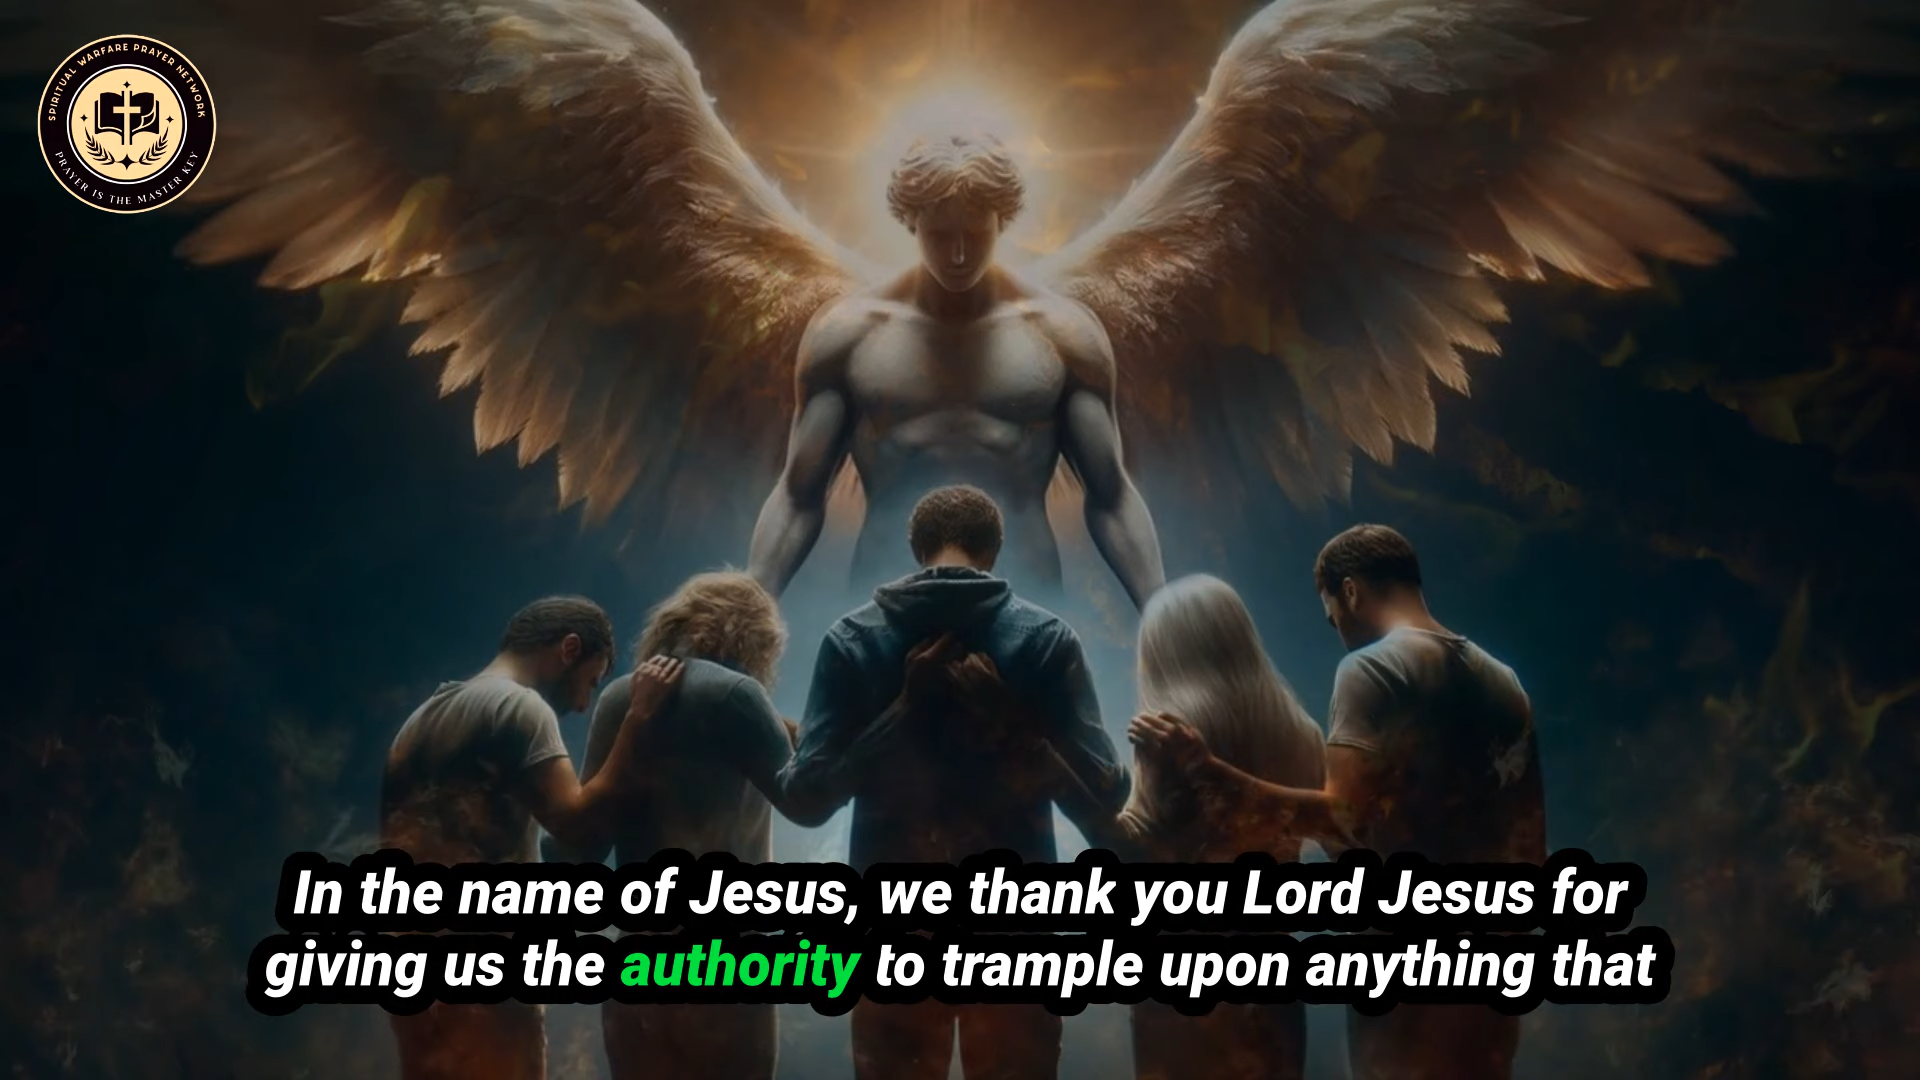 SPIRITUAL WARFARE PRAYER NETWORK
PRAYER IS THE MASTER KEY
In the name of Jesus, we thank you Lord Jesus for
giving us the authority to trample upon anything that